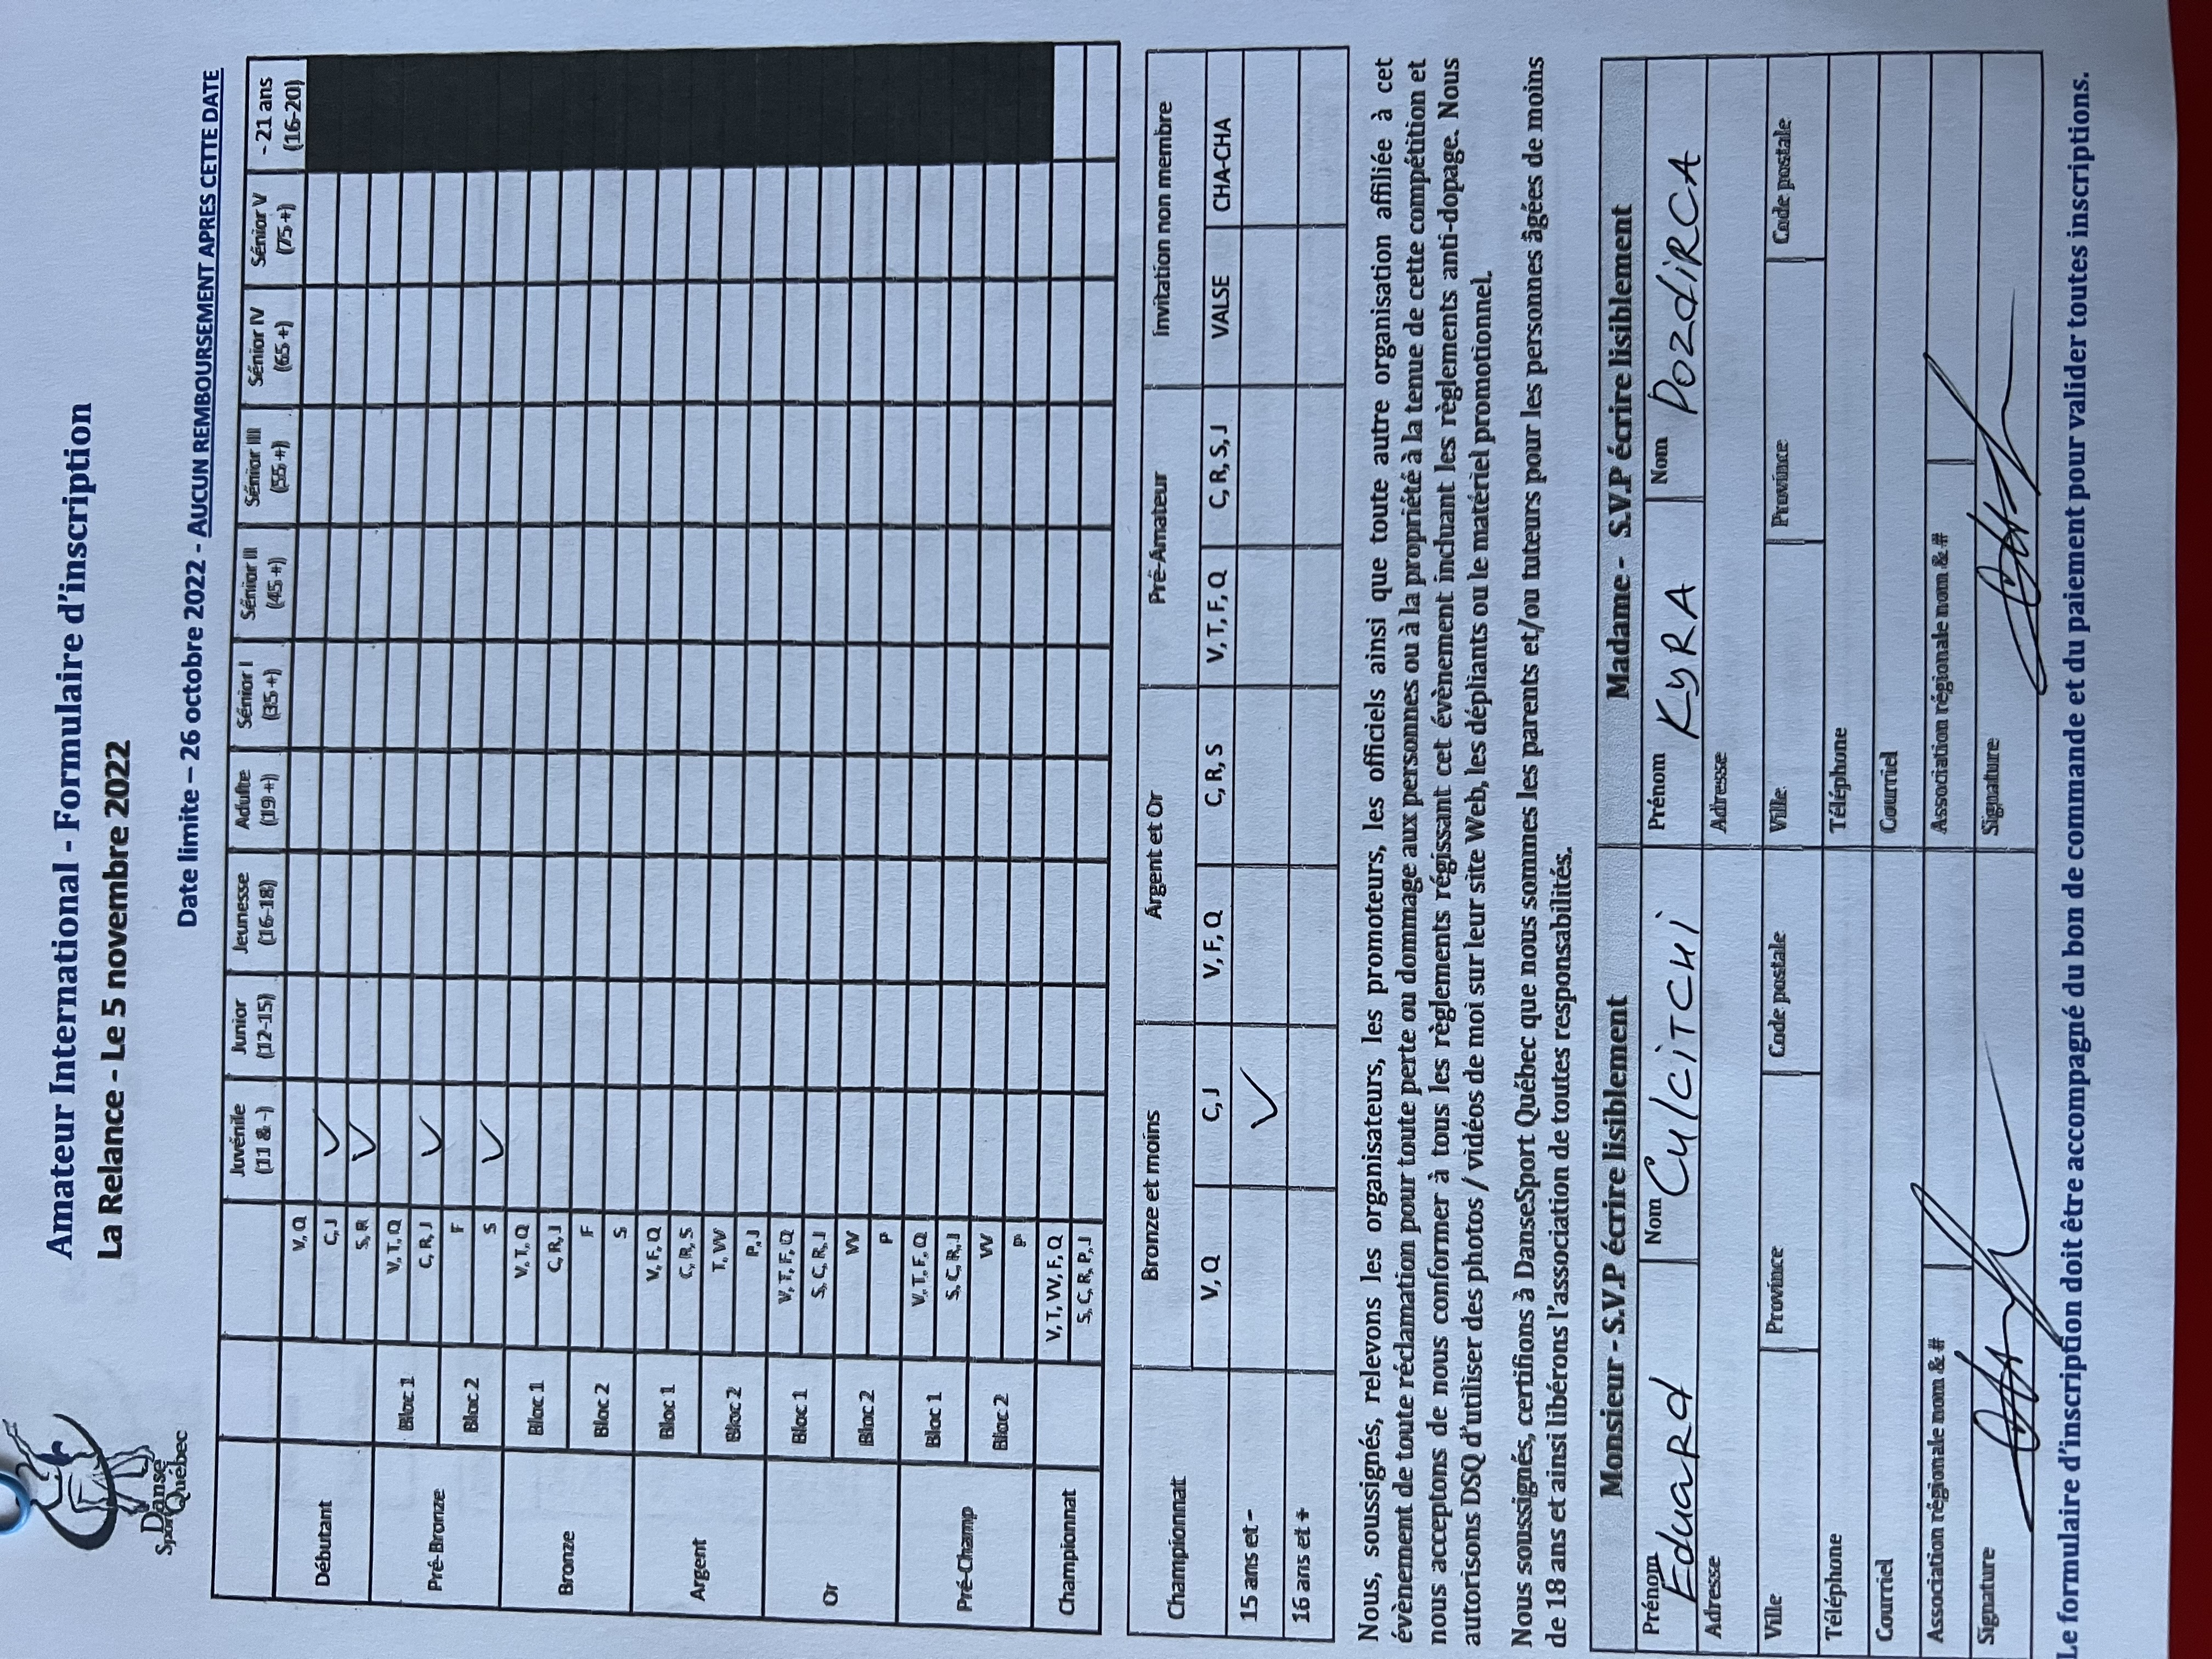 Danse
Sport Québec
Amateur International - Formulaire d'inscription
La Relance - Le 5 novembre 2022
Date limite – 26 octobre 2022 - AUCUN REMBOURSEMENT APRES CETTE DATE
Juvénile (11 & -) Junior (12-15) Jeunesse (16-18) Adulte (19 +) Sénior I (35 +) Sénior II (45 +) Sénior III (55 +) Sénior IV (65 +) Sénior V (75 +) - 21 ans (16-20)
Débutant
V, Q
C, J ✓
S, R ✓
Pré-Bronze
Bloc 1
V, T, Q
C, R, J ✓
Bloc 2
F
S ✓
Bronze
Bloc 1
V, T, Q
C, R, J
Bloc 2
F
S
Argent
Bloc 1
V, F, Q
C, R, S
Bloc 2
T, W
P, J
Or
Bloc 1
V, T, F, Q
S, C, R, J
Bloc 2
W
P
Pré-Champ
Bloc 1
V, T, F, Q
S, C, R, J
Bloc 2
W
P
Championnat
V, T, W, F, Q
S, C, R, P, J
Championnat Bronze et moins Argent et Or Pré-Amateur Invitation non membre
V, Q C, J V, F, Q C, R, S V, T, F, Q C, R, S, J VALSE CHA-CHA
15 ans et - ✓
16 ans et +
Nous, soussignés, relevons les organisateurs, les promoteurs, les officiels ainsi que toute autre organisation affiliée à cet
évènement de toute réclamation pour toute perte ou dommage aux personnes ou à la propriété à la tenue de cette compétition et
nous acceptons de nous conformer à tous les règlements régissant cet évènement incluant les règlements anti-dopage. Nous
autorisons DSQ d'utiliser des photos / vidéos de moi sur leur site Web, les dépliants ou le matériel promotionnel.
Nous soussignés, certifions à DanseSport Québec que nous sommes les parents et/ou tuteurs pour les personnes âgées de moins
de 18 ans et ainsi libérons l'association de toutes responsabilités.
Monsieur - S.V.P écrire lisiblement Madame - S.V.P écrire lisiblement
Prénom Eduard Nom Culcitchi Prénom Kyra Nom Pozdirca
Adresse Adresse
Ville Province Code postale Ville Province Code postale
Téléphone Téléphone
Courriel Courriel
Association régionale nom & # Association régionale nom & #
Signature Signature
Le formulaire d'inscription doit être accompagné du bon de commande et du paiement pour valider toutes inscriptions.